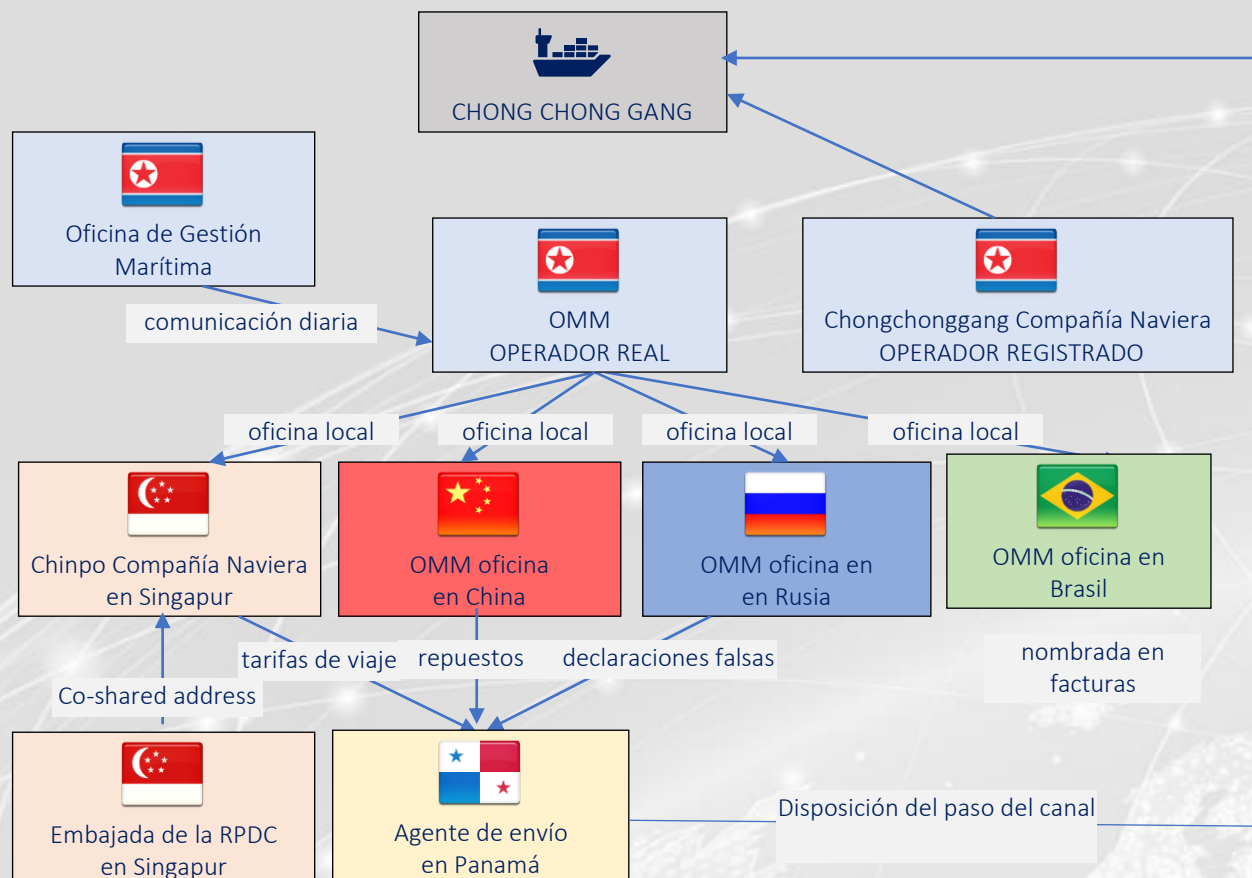 CHONG CHONG GANG
Oficina de Gestión
Marítima
comunicación diaria
OMM
OPERADOR REAL
Chongchonggang Compañía Naviera
OPERADOR REGISTRADO
oficina local
oficina local
oficina local
oficina local
Chinpo Compañía Naviera
en Singapur
OMM oficina
en China
OMM oficina en
en Rusia
OMM oficina en
Brasil
tarifas de viaje
repuestos
declaraciones falsas
nombrada en
facturas
Co-shared address
Embajada de la RPDC
en Singapur
Agente de envío
en Panamá
Disposición del paso del canal